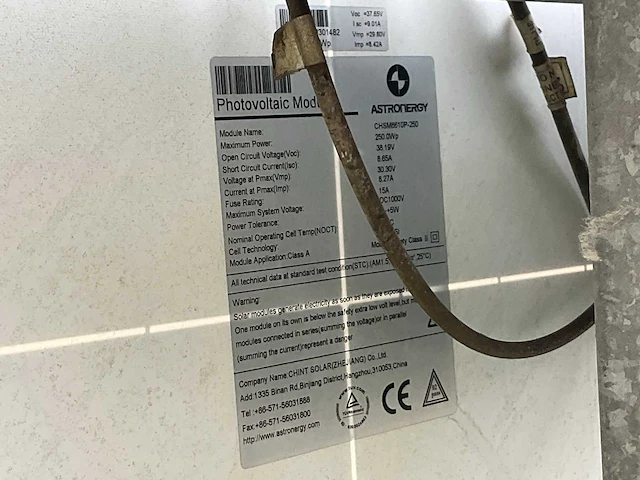 Voc =37.65V
Isc =9.01A
301482
Vmp =29.80V
Wp
Imp =8.42A
Photovoltaic
ASTRONERGY
Module Name: CHSM6610P-250
Maximum Power: 250.0Wp
Open Circuit Voltage(Voc): 38.19V
Short Circuit Current(Isc): 8.65A
Voltage at Pmax(Vmp): 30.30V
Current at Pmax(Imp): 8.27A
Fuse Rating: 15A
Maximum System Voltage: DC1000V
Power Tolerance: +5W
Nominal Operating Cell Temp(NOCT):
Cell Technology:
Module Application:Class A Class II
All technical data at standard test condition(STC):(AM1.5 25°C)
Warning:
Solar modules generate electricity as soon as they are exposed
One module on its own is below the safety extra low volt level,but
modules connected in series(summing the voltage)or in parallel
(summing the current)represent a danger
Company Name:CHINT SOLAR(ZHEJIANG) Co.,Ltd.
Add:1335 Binan Rd,Binjiang District,Hangzhou,310053,China
Tel :+86-571-56031888
Fax:+86-571-56031800
http://www.astronergy.com
CE